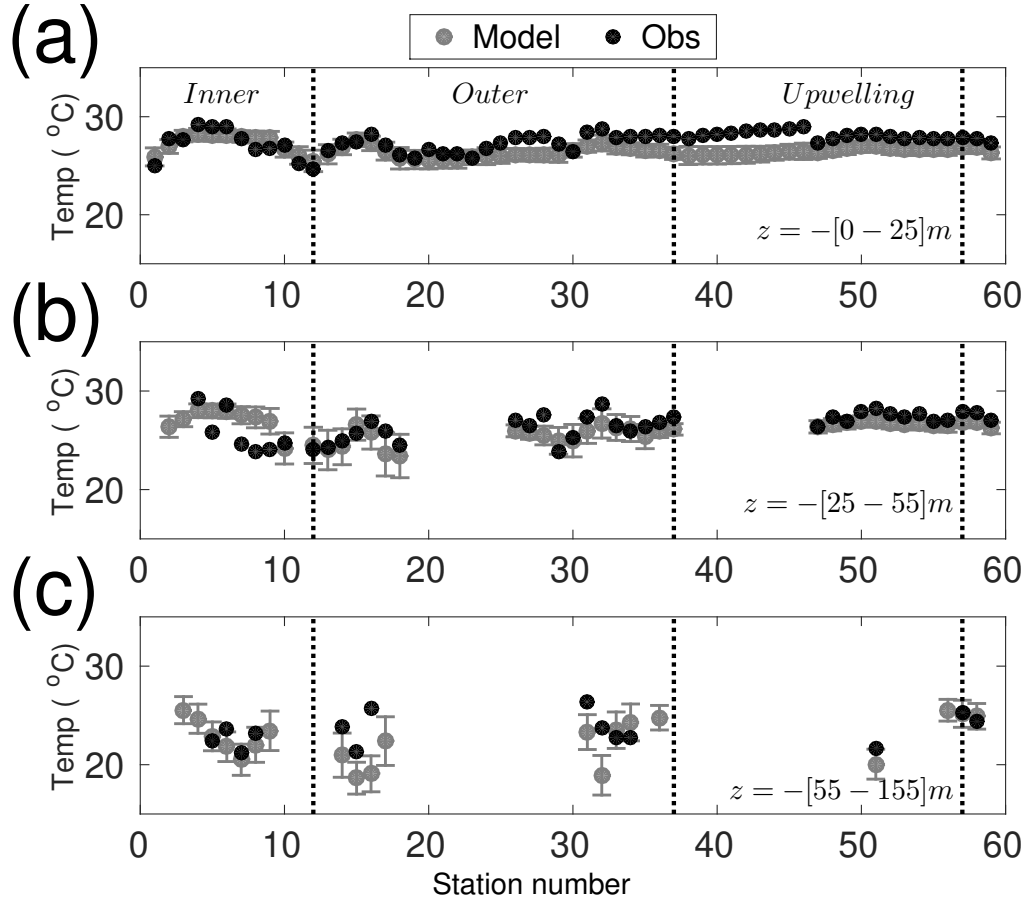 (a)
Model Obs
Inner Outer Upwelling
Temp ( °C)
30
20
z = −[0 − 25]m
0 10 20 30 40 50 60
(b)
Temp ( °C)
30
20
z = −[25 − 55]m
0 10 20 30 40 50 60
(c)
Temp ( °C)
30
20
z = −[55 − 155]m
0 10 20 30 40 50 60
Station number